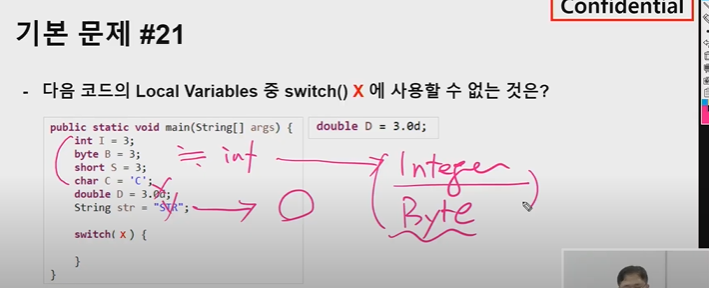 Confidential
기본 문제 #21
- 다음 코드의 Local Variables 중 switch() X 에 사용할 수 없는 것은?
public static void main(String[] args) {
double D = 3.0d;
int I = 3;
byte B = 3;
short S = 3;
char C = 'C';
double D = 3.0d;
String str = "STR";
switch( X ) {
}
}
≒ int
Integer
Byte